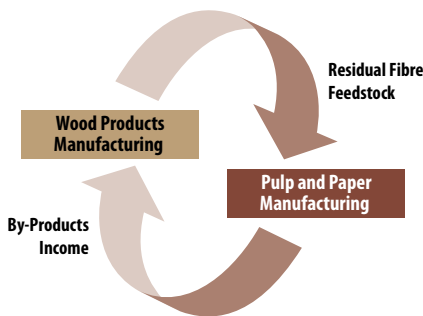 Residual Fibre
Feedstock
Wood Products
Manufacturing
Pulp and Paper
Manufacturing
By-Products
Income